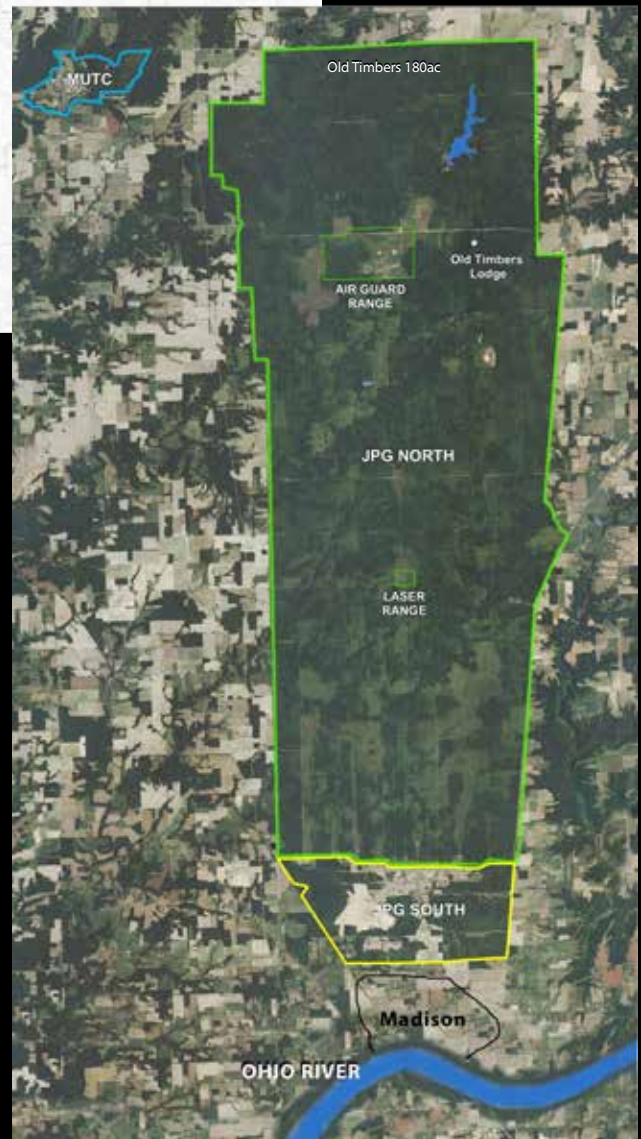 Old Timbers 180ac
MUTC
Old Timbers
Lodge
AIR GUARD
RANGE
JPG NORTH
LASER
RANGE
JPG SOUTH
Madison
OHIO RIVER